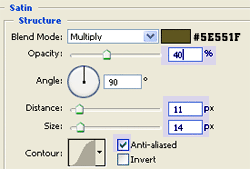 Satin
Structure
Blend Mode: Multiply #5E551F
Opacity: 40 %
Angle: 90 °
Distance: 11 px
Size: 14 px
Contour: Anti-aliased
Invert